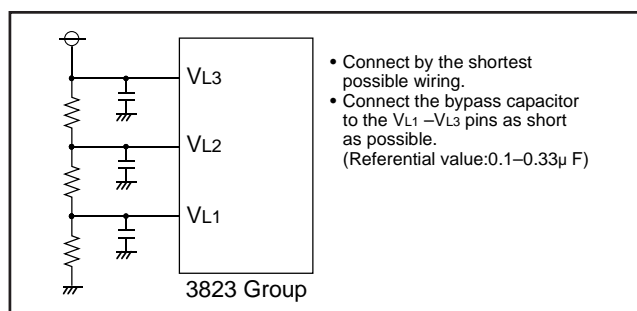 VL3
VL2
VL1
3823 Group
• Connect by the shortest
possible wiring.
• Connect the bypass capacitor
to the VL1 –VL3 pins as short
as possible.
(Referential value:0.1–0.33μ F)